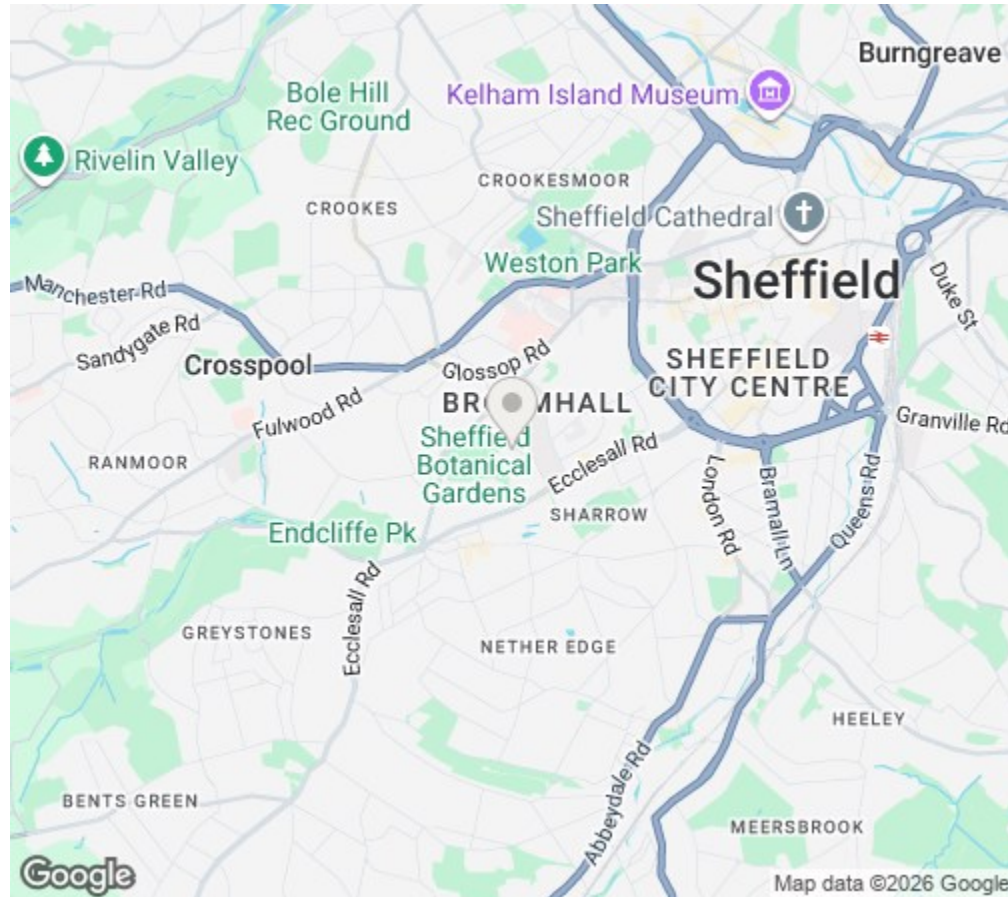 Burngreave
Bole Hill
Rec Ground
Kelham Island Museum
Rivelin Valley
CROOKESMOOR
CROOKES
Sheffield Cathedral
Weston Park
Manchester Rd
Sheffield
Duke St
Sandygate Rd
Crosspool
Glossop Rd
SHEFFIELD
CITY CENTRE
BR MHALL
Fulwood Rd
Granville Rd
Sheffield
Botanical
Gardens
Ecclesall Rd
RANMOOR
London Rd
Bramall Ln
Queens Rd
SHARROW
Endcliffe Pk
Ecclesall Rd
GREYSTONES
NETHER EDGE
HEELEY
Abbeydale Rd
BENTS GREEN
MEERSBROOK
Google
Map data ©2026 Google